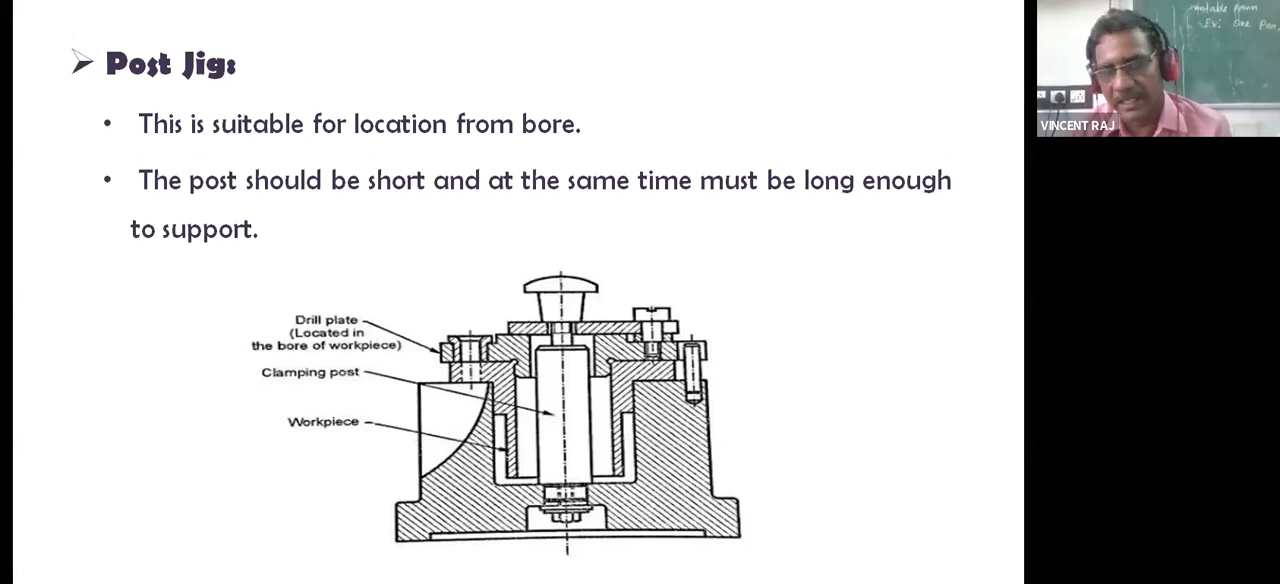 Post Jig:
• This is suitable for location from bore.
• The post should be short and at the same time must be long enough
to support.
Drill plate
(Located in
the bore of workpiece)
Clamping post
Workpiece
VINCENT RAJ
Ex: One